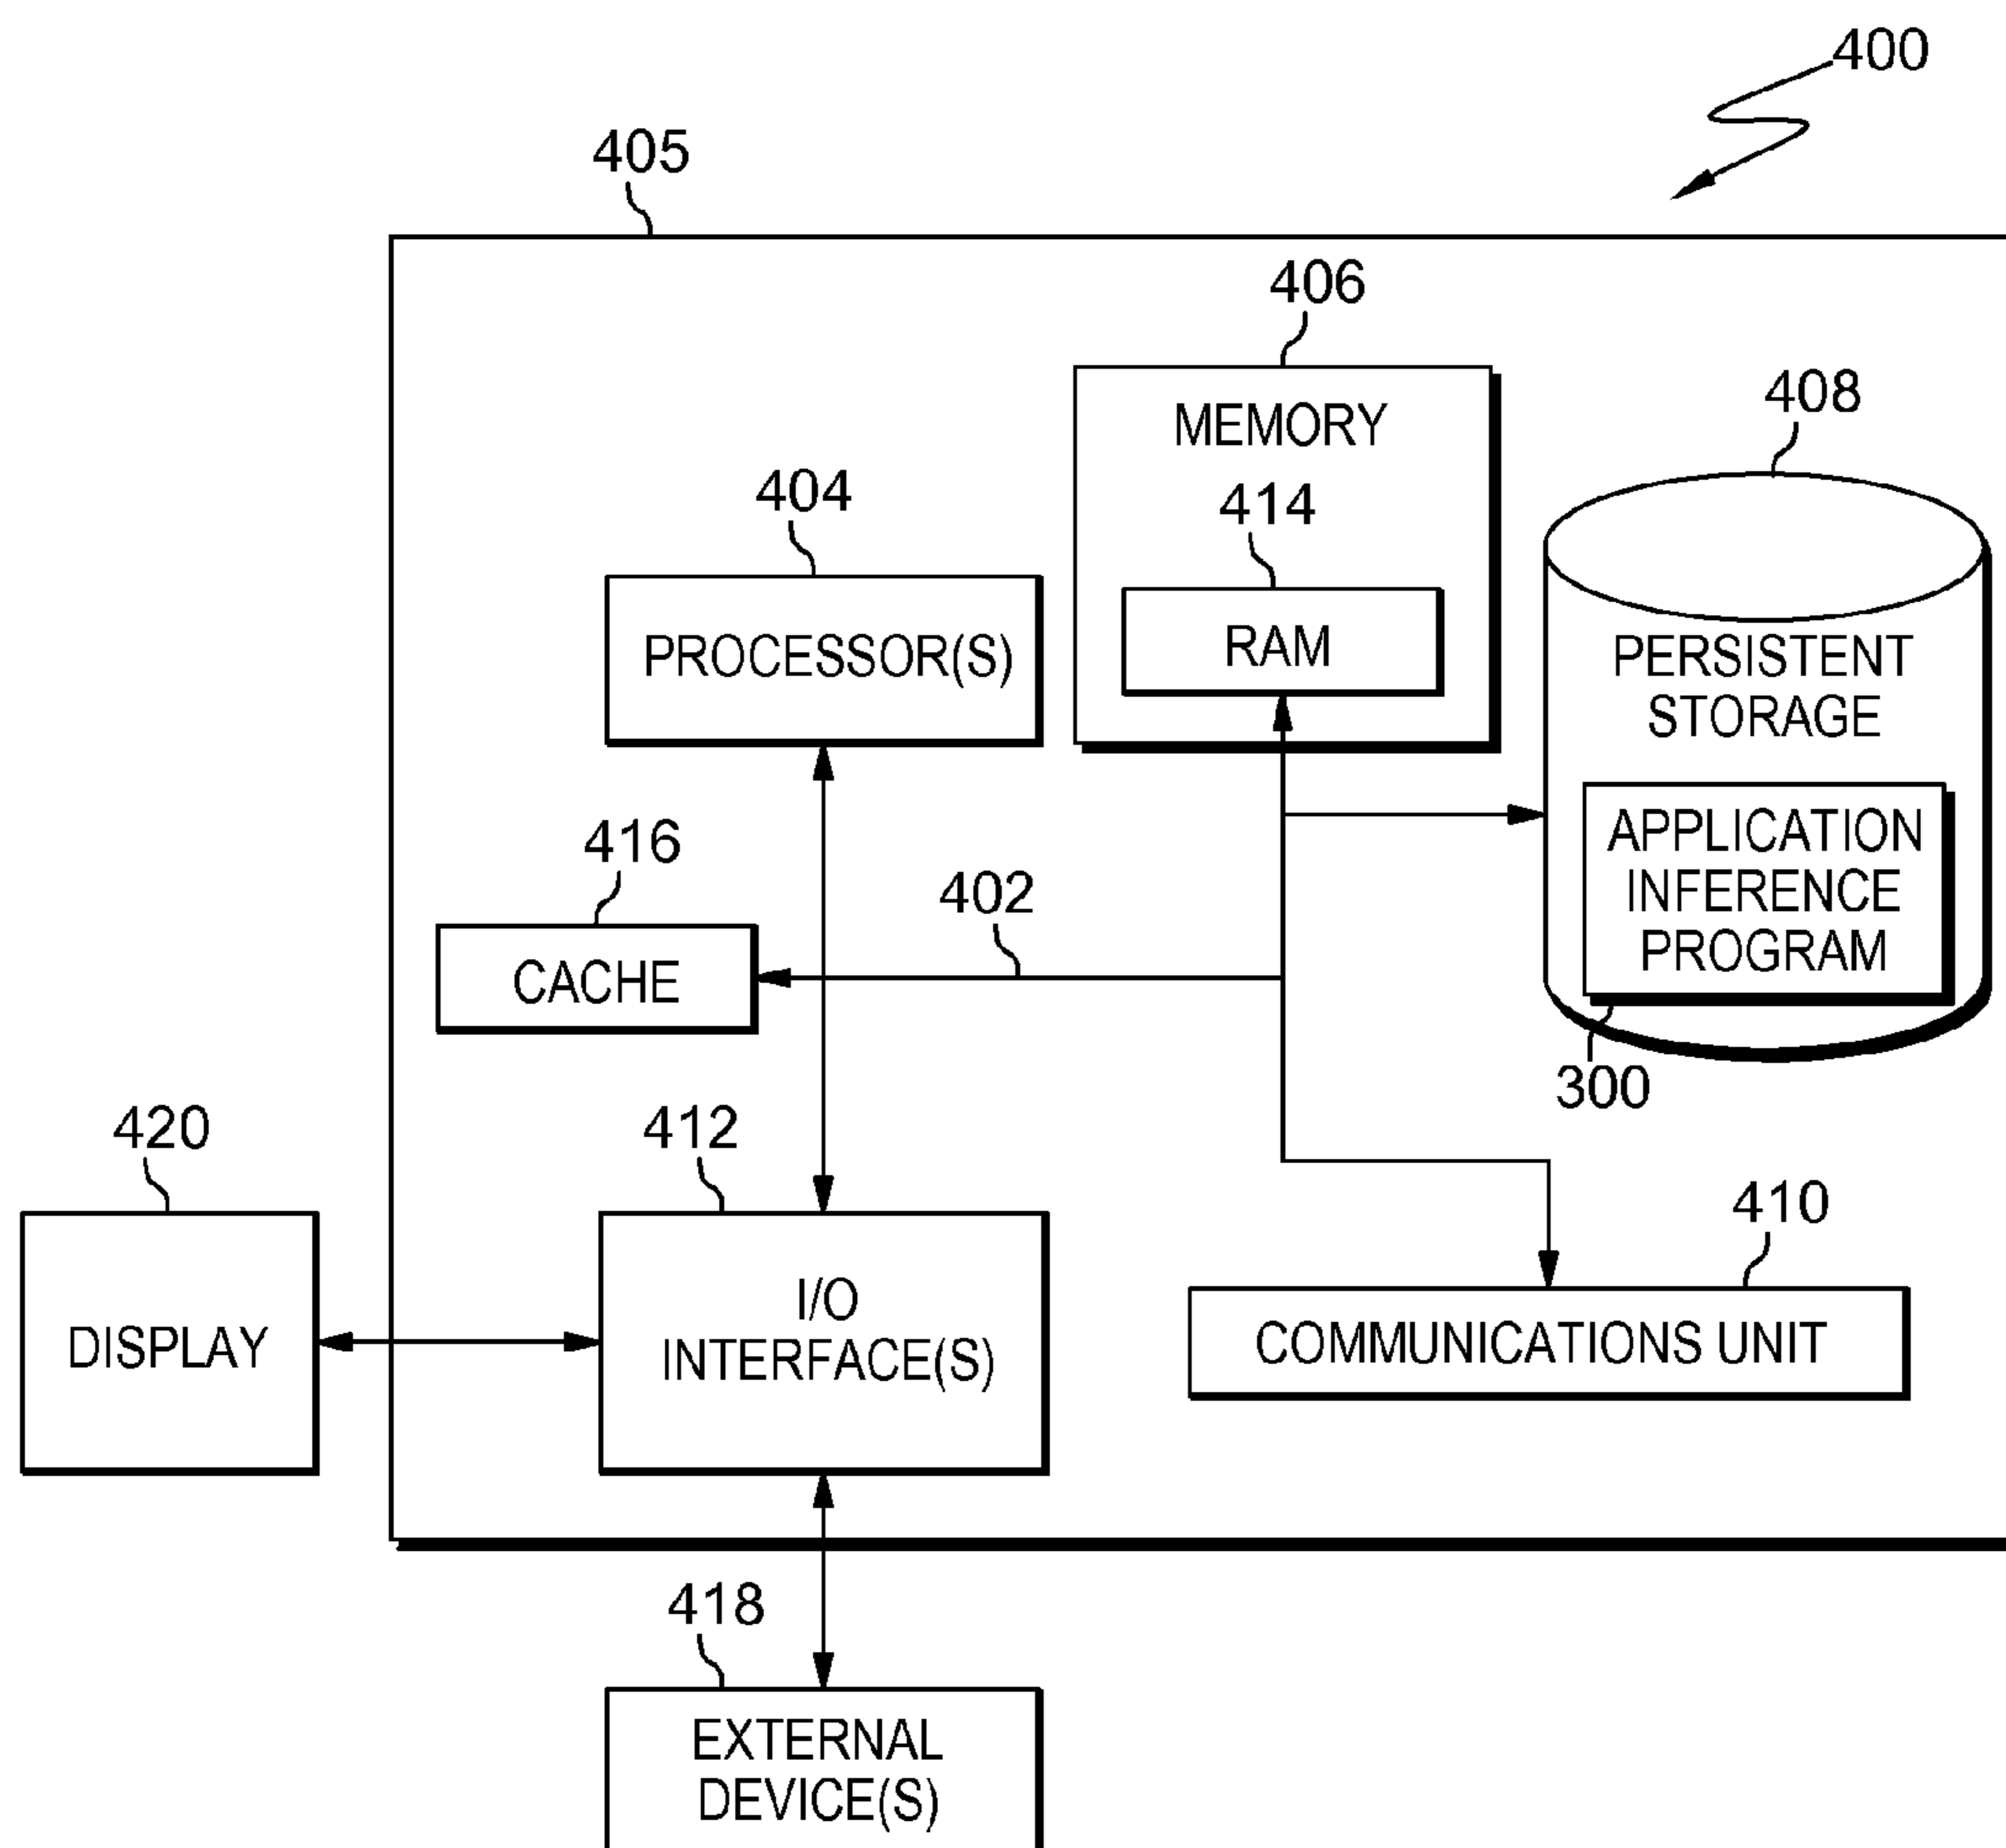 400
405
406
MEMORY
408
404
414
PROCESSOR(S)
RAM
PERSISTENT
STORAGE
416
402
CACHE
APPLICATION
INFERENCE
PROGRAM
300
420
412
410
DISPLAY
I/O
INTERFACE(S)
COMMUNICATIONS UNIT
418
EXTERNAL
DEVICE(S)